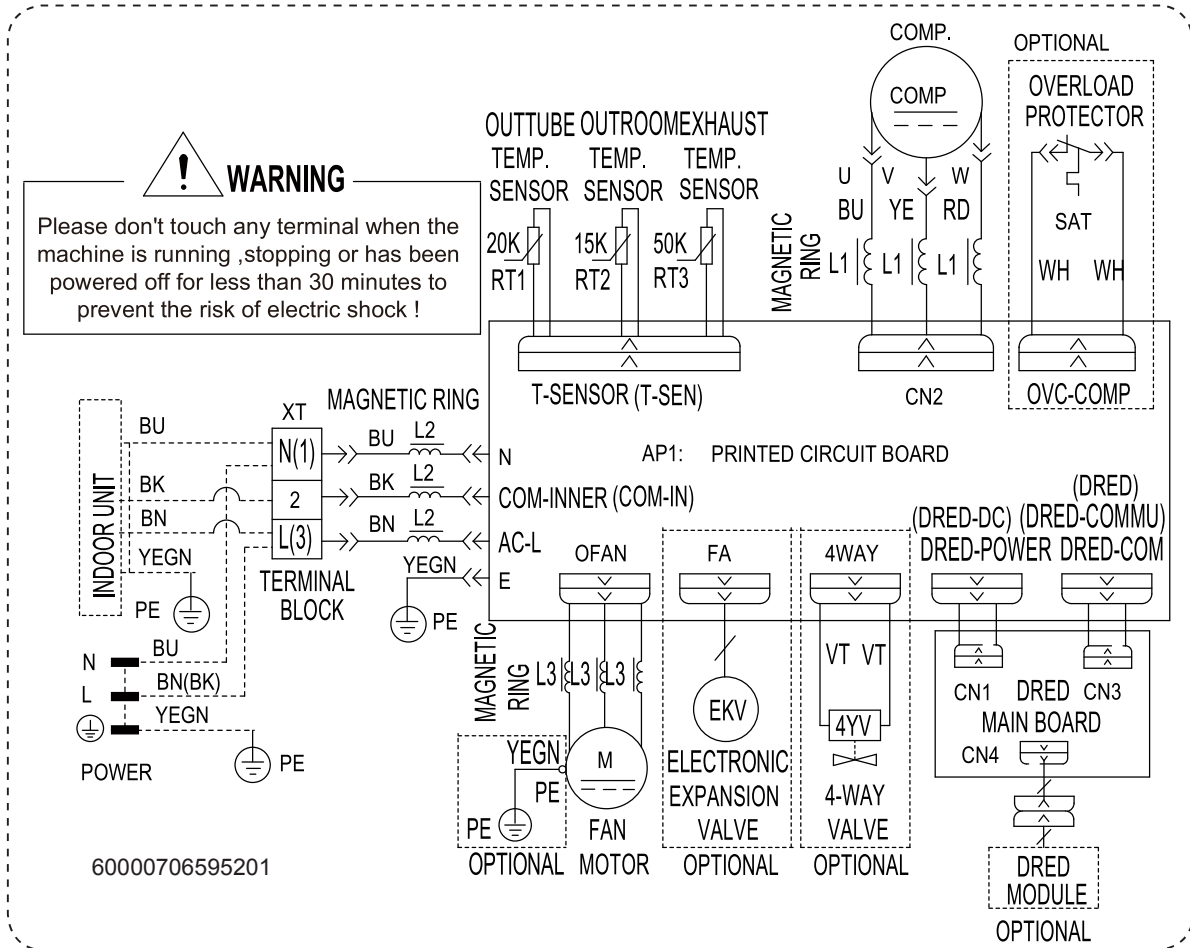 WARNING
Please don't touch any terminal when the
machine is running ,stopping or has been
powered off for less than 30 minutes to
prevent the risk of electric shock !
OUTTUBE OUTROOM EXHAUST
TEMP. TEMP. TEMP.
SENSOR SENSOR SENSOR
20K 15K 50K
RT1 RT2 RT3
T-SENSOR (T-SEN)
COMP.
COMP
U V W
BU YE RD
MAGNETIC
RING
L1 L1 L1
CN2
OPTIONAL
OVERLOAD
PROTECTOR
SAT
WH WH
OVC-COMP
INDOOR UNIT
BU
BK
BN
YEGN
PE
XT
N(1)
2
L(3)
TERMINAL
BLOCK
MAGNETIC RING
BU L2
BK L2
BN L2
YEGN
PE
N
COM-INNER (COM-IN)
AC-L
E
AP1: PRINTED CIRCUIT BOARD
N
L
BU
BN(BK)
YEGN
PE
POWER
OFAN
MAGNETIC
RING
L3 L3 L3
YEGN
PE
PE
OPTIONAL
M
FAN
MOTOR
FA
EKV
ELECTRONIC
EXPANSION
VALVE
OPTIONAL
4WAY
VT VT
4YV
4-WAY
VALVE
OPTIONAL
(DRED)
(DRED-DC) (DRED-COMMU)
DRED-POWER DRED-COM
CN1 DRED CN3
MAIN BOARD
CN4
DRED
MODULE
OPTIONAL
60000706595201